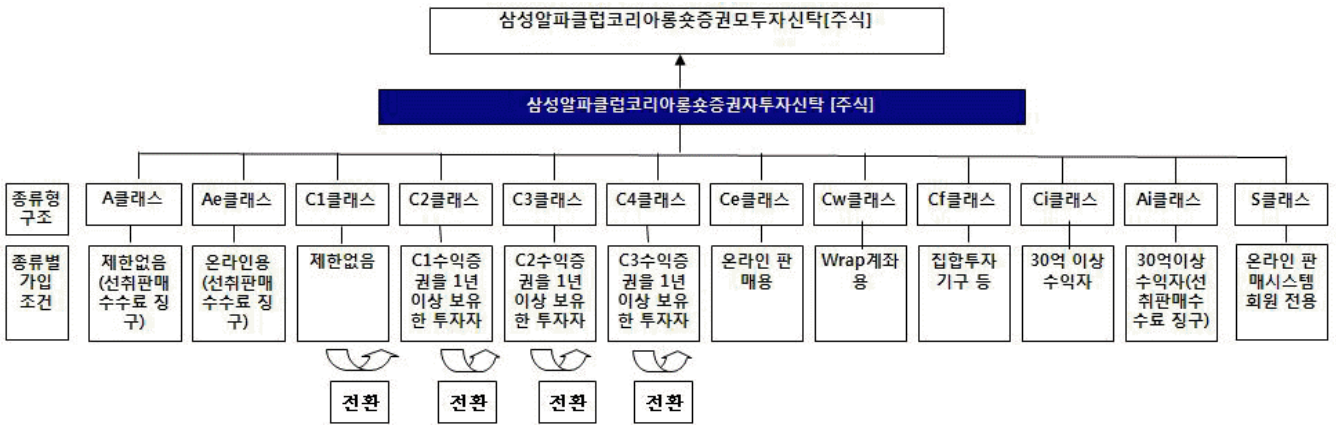 삼성알파클럽코리아롱숏증권모투자신탁[주식]
삼성알파클럽코리아롱숏증권자투자신탁 [주식]
종류형
구조
A클래스
Ae클래스
C1클래스
C2클래스
C3클래스
C4클래스
Ce클래스
Cw클래스
Cf클래스
Ci클래스
Ai클래스
S클래스
종류별
가입
조건
제한없음
(선취판매
수수료 징
구)
온라인용
(선취판매
수수료 징
구)
제한없음
C1수익증
권을 1년
이상 보유
한 투자자
C2수익증
권을 1년
이상 보유
한 투자자
C3수익증
권을 1년
이상 보유
한 투자자
온라인 판
매용
Wrap계좌
용
집합투자
기구 등
30억 이상
수익자
30억이상
수익자(선
취판매수
수료 징구)
온라인 판
매시스템
회원 전용
전환
전환
전환
전환